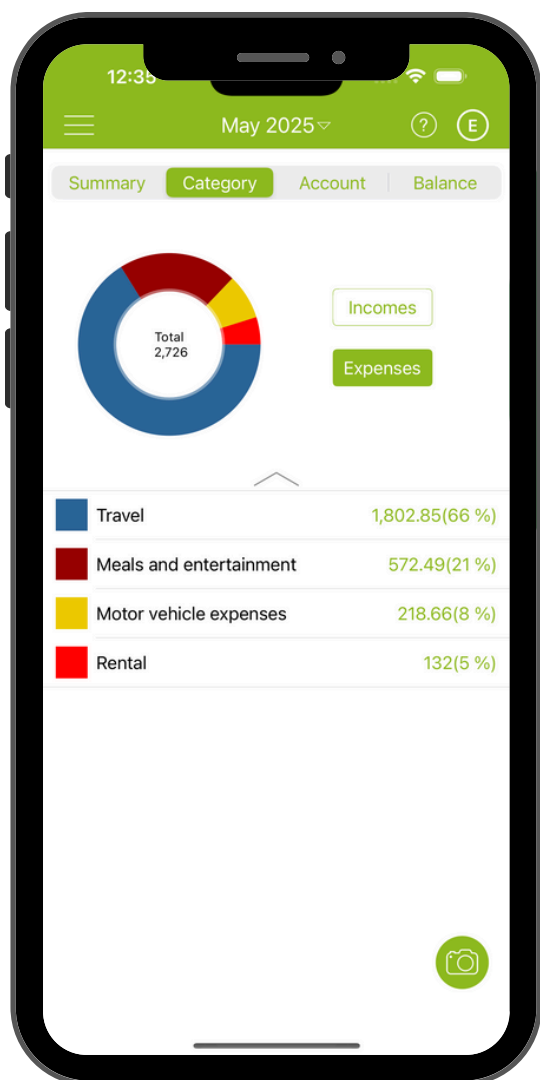 12:35
May 2025
? E
Summary Category Account Balance
Total
2,726
Incomes
Expenses
Travel 1,802.85(66 %)
Meals and entertainment 572.49(21 %)
Motor vehicle expenses 218.66(8 %)
Rental 132(5 %)